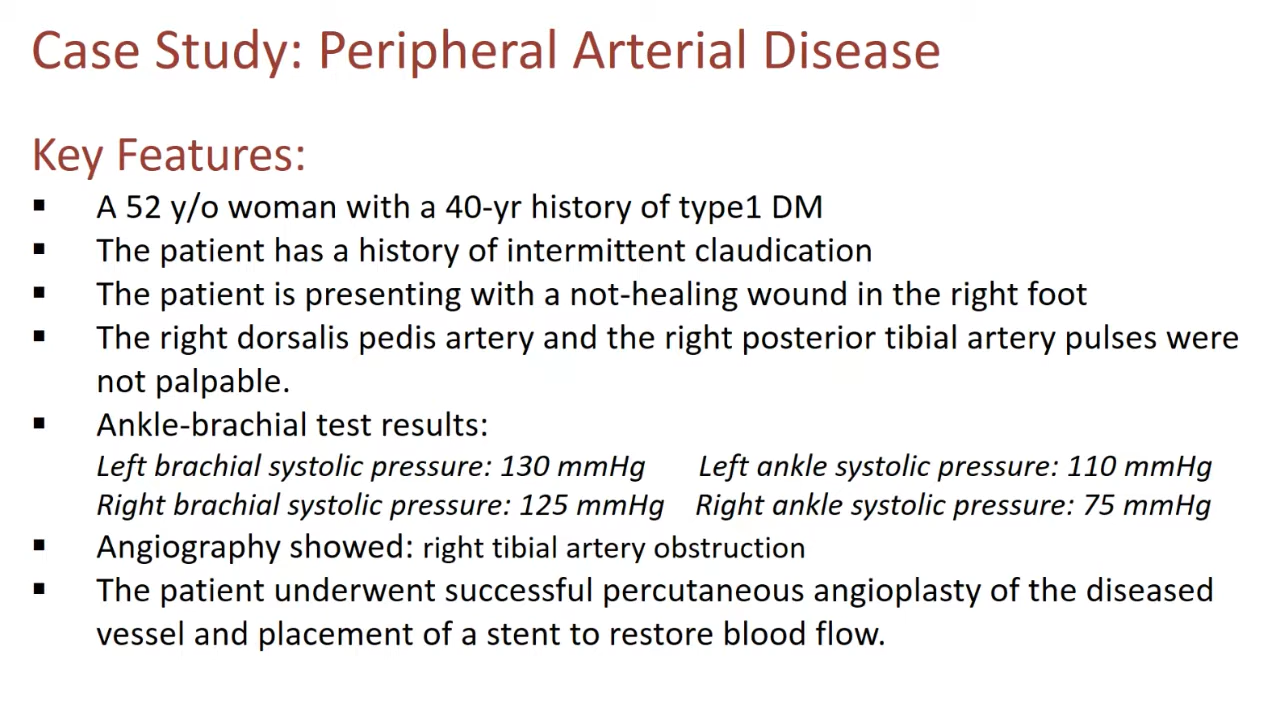 Case Study: Peripheral Arterial Disease
Key Features:
▪ A 52 y/o woman with a 40-yr history of type1 DM
▪ The patient has a history of intermittent claudication
▪ The patient is presenting with a not-healing wound in the right foot
▪ The right dorsalis pedis artery and the right posterior tibial artery pulses were
not palpable.
▪ Ankle-brachial test results:
Left brachial systolic pressure: 130 mmHg Left ankle systolic pressure: 110 mmHg
Right brachial systolic pressure: 125 mmHg Right ankle systolic pressure: 75 mmHg
▪ Angiography showed: right tibial artery obstruction
▪ The patient underwent successful percutaneous angioplasty of the diseased
vessel and placement of a stent to restore blood flow.